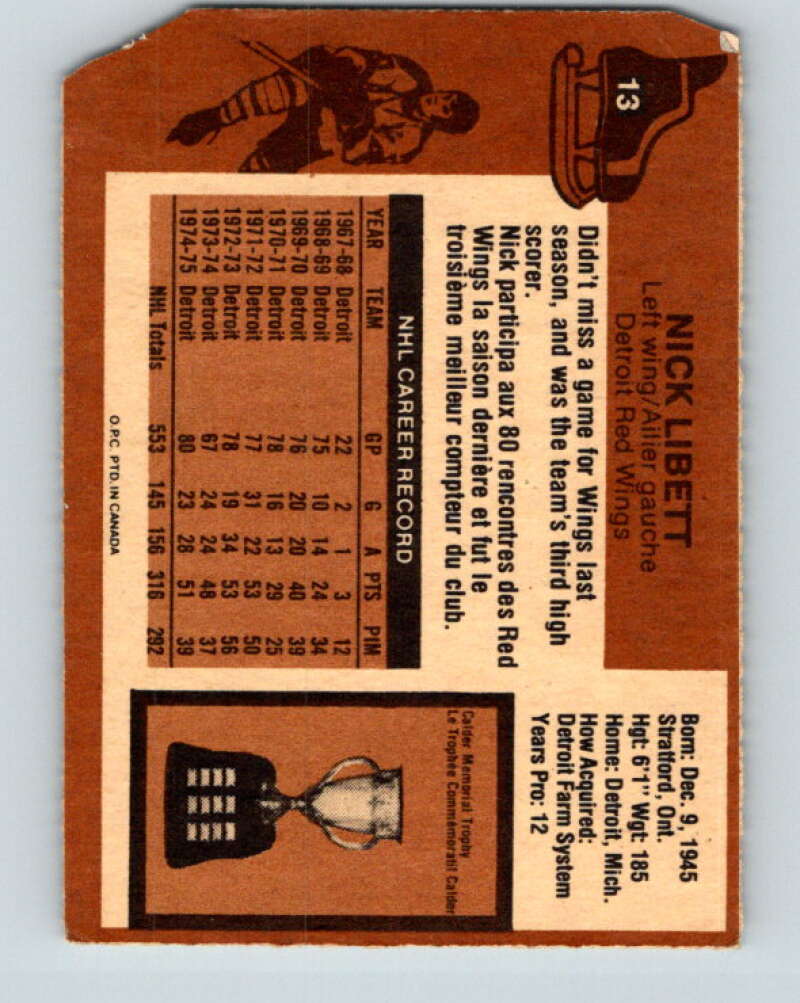 13
NICK LIBETT
Left wing/Ailier gauche
Detroit Red Wings
Didn't miss a game for Wings last
season, and was the team's third high
scorer.
Nick participa aux 80 rencontres des Red
Wings la saison dernière et fut le
troisième meilleur compteur du club.
NHL CAREER RECORD
YEAR TEAM GP G A PTS PIM
1967-68 Detroit 22 2 1 3 12
1968-69 Detroit 75 10 14 24 34
1969-70 Detroit 76 20 20 40 39
1970-71 Detroit 78 16 13 29 25
1971-72 Detroit 77 31 22 53 50
1972-73 Detroit 78 19 34 53 56
1973-74 Detroit 67 24 24 48 37
1974-75 Detroit 80 23 28 51 39
NHL Totals 553 145 156 316 292
O.P.C. PTD. IN CANADA
Born: Dec. 9, 1945
Stratford, Ont.
Hgt: 6'1" Wgt: 185
Home: Detroit, Mich.
How Acquired:
Detroit Farm System
Years Pro: 12
Calder Memorial Trophy
Le Trophée Commémoratif Calder